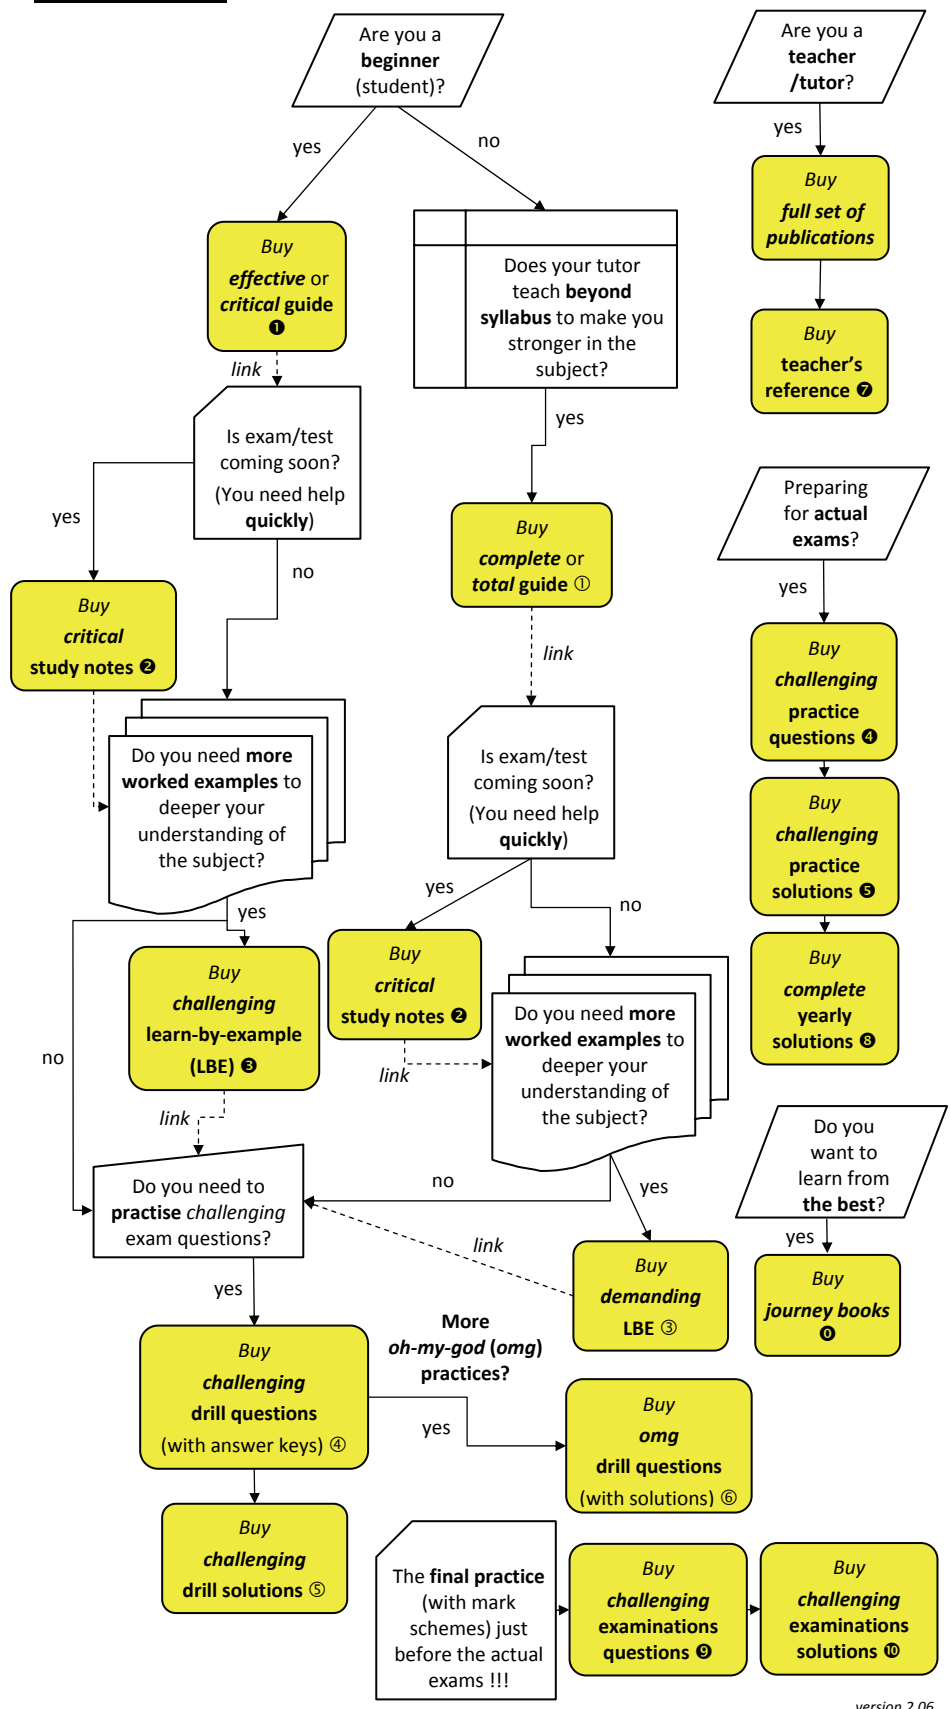 Are you a
beginner
(student)?
yes
no
Buy
effective or
critical guide
❶
link
Is exam/test
coming soon?
(You need help
quickly)
yes
no
Buy
critical
study notes ❷
Do you need more
worked examples to
deeper your
understanding of
the subject?
yes
no
Buy
challenging
learn-by-example
(LBE) ❸
link
Does your tutor
teach beyond
syllabus to make you
stronger in the
subject?
yes
Buy
complete or
total guide ①
link
Is exam/test
coming soon?
(You need help
quickly)
yes
no
Buy
critical
study notes ❷
link
Do you need more
worked examples to
deeper your
understanding of
the subject?
no
yes
Buy
demanding
LBE ③
link
Do you need to
practise challenging
exam questions?
yes
Buy
challenging
drill questions
(with answer keys) ④
More
oh-my-god (omg)
practices?
yes
Buy
omg
drill questions
(with solutions) ⑥
Buy
challenging
drill solutions ⑤
The final practice
(with mark
schemes) just
before the actual
exams !!!
Buy
challenging
examinations
questions ❾
Buy
challenging
examinations
solutions ❿
Are you a
teacher
/tutor?
yes
Buy
full set of
publications
Buy
teacher's
reference ❼
Preparing
for actual
exams?
yes
Buy
challenging
practice
questions ❹
Buy
challenging
practice
solutions ❺
Buy
complete
yearly
solutions ❽
Do you
want to
learn from
the best?
yes
Buy
journey books
⓿
version 2.06